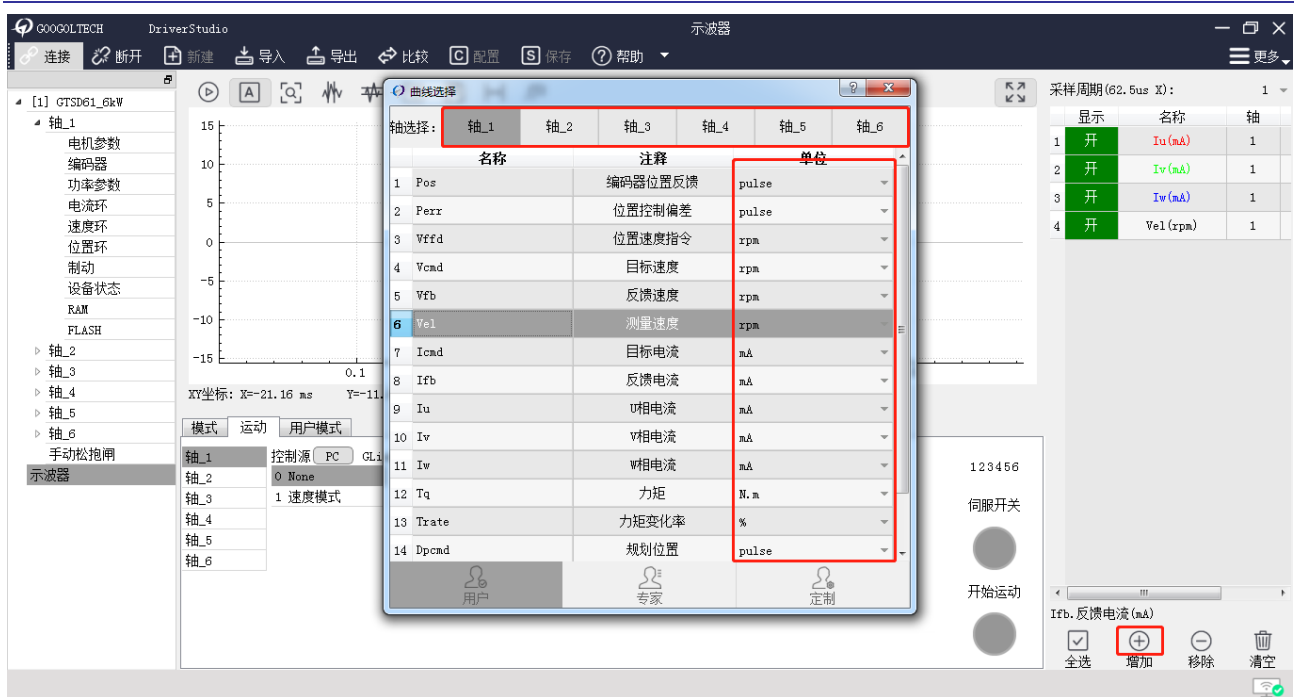 GOOGOLTECH DriverStudio 示波器
连接 断开 新建 导入 导出 比较 C 配置 S 保存 ? 帮助 更多
[1] GTSD61_6kW
轴_1
电机参数
编码器
功率参数
电流环
速度环
位置环
制动
设备状态
RAM
FLASH
轴_2
轴_3
轴_4
轴_5
轴_6
手动松抱闸
示波器
A
15
10
5
0
-5
-10
-15
0.1
XY坐标: X=-21.16 ms Y=-11.
模式 运动 用户模式
轴_1
轴_2
轴_3
轴_4
轴_5
轴_6
控制源 PC GLi
0 None
1 速度模式
曲线选择 ? X
轴选择: 轴_1 轴_2 轴_3 轴_4 轴_5 轴_6
名称 注释 单位
1 Pos 编码器位置反馈 pulse
2 Perr 位置控制偏差 pulse
3 Vffd 位置速度指令 rpm
4 Vcmd 目标速度 rpm
5 Vfb 反馈速度 rpm
6 Vel 测量速度 rpm
7 Icmd 目标电流 mA
8 Ifb 反馈电流 mA
9 Iu U相电流 mA
10 Iv V相电流 mA
11 Iw W相电流 mA
12 Tq 力矩 N.m
13 Trate 力矩变化率 %
14 Dpcmd 规划位置 pulse
用户 专家 定制
123456
伺服开关
开始运动
采样周期(62.5us X): 1
显示 名称 轴
1 开 Iu(mA) 1
2 开 Iv(mA) 1
3 开 Iw(mA) 1
4 开 Vel(rpm) 1
Ifb.反馈电流(mA)
全选 增加 移除 清空